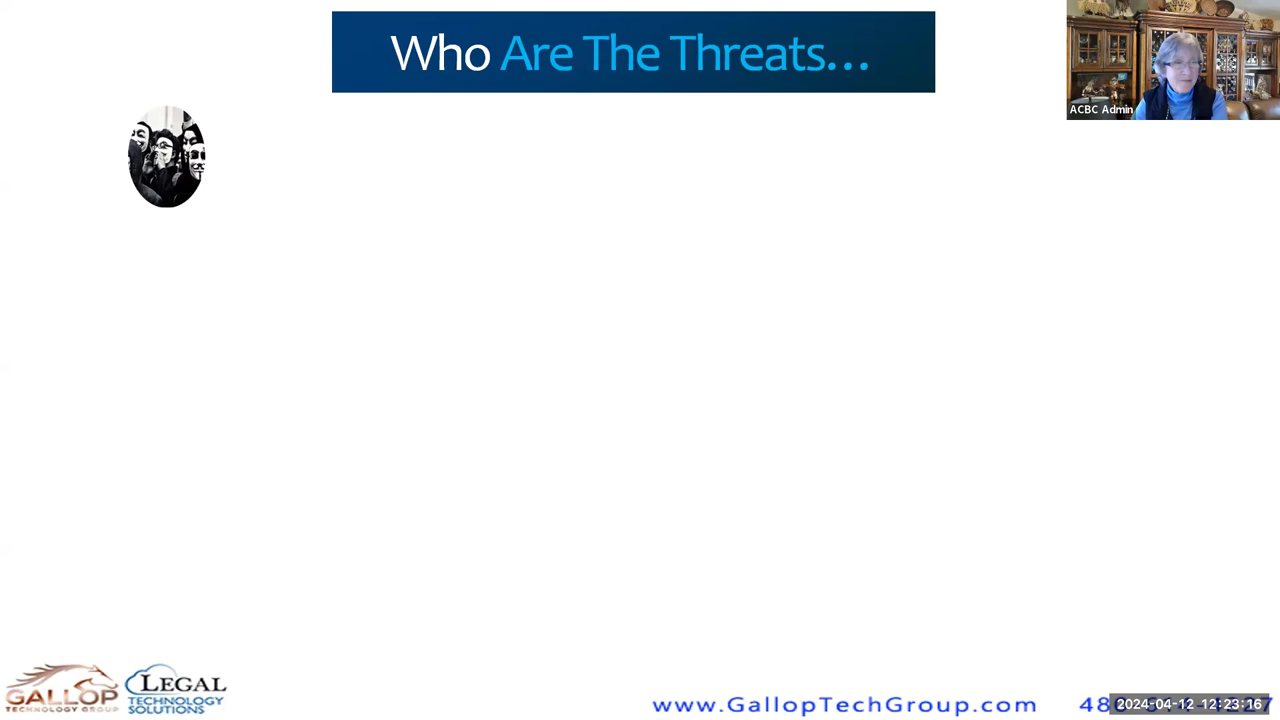 Who Are The Threats...
ACBC Admin
GALLOP
TECHNOLOGY GROUP
LEGAL
TECHNOLOGY
SOLUTIONS
www.GallopTechGroup.com
2024-04-12 12:23:16